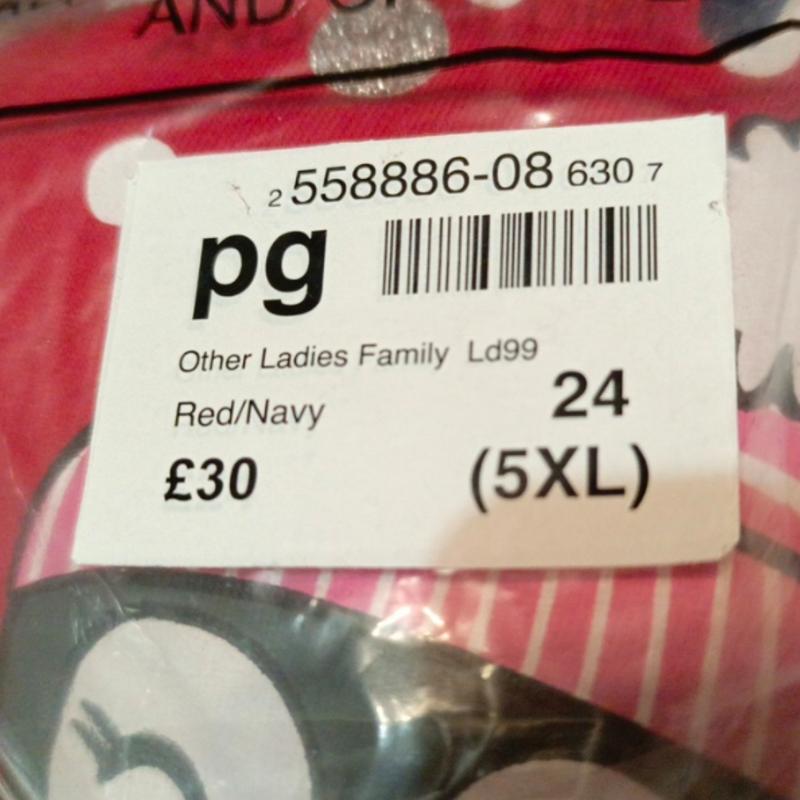 AND
2 558886-08 630 7
pg
Other Ladies Family Ld99
24
Red/Navy
£30
(5XL)